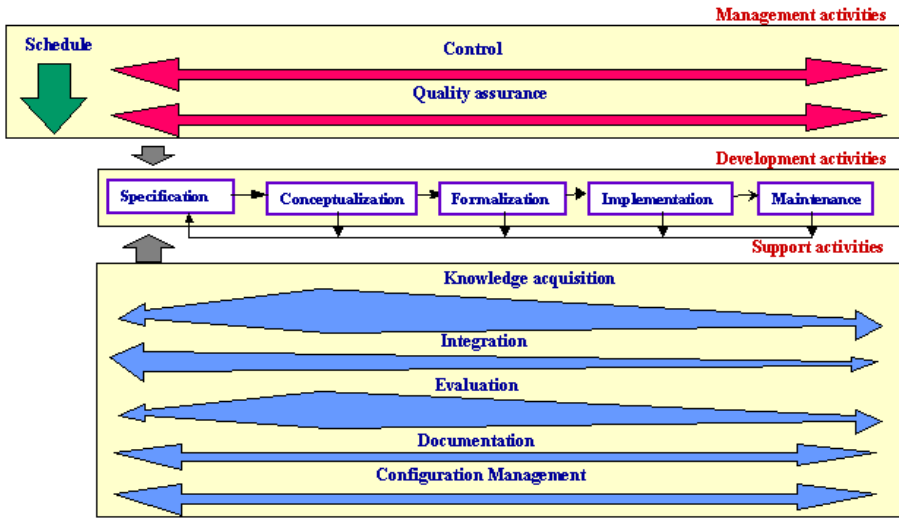 Management activities
Schedule
Control
Quality assurance
Development activities
Specification
Conceptualization
Formalization
Implementation
Maintenance
Support activities
Knowledge acquisition
Integration
Evaluation
Documentation
Configuration Management